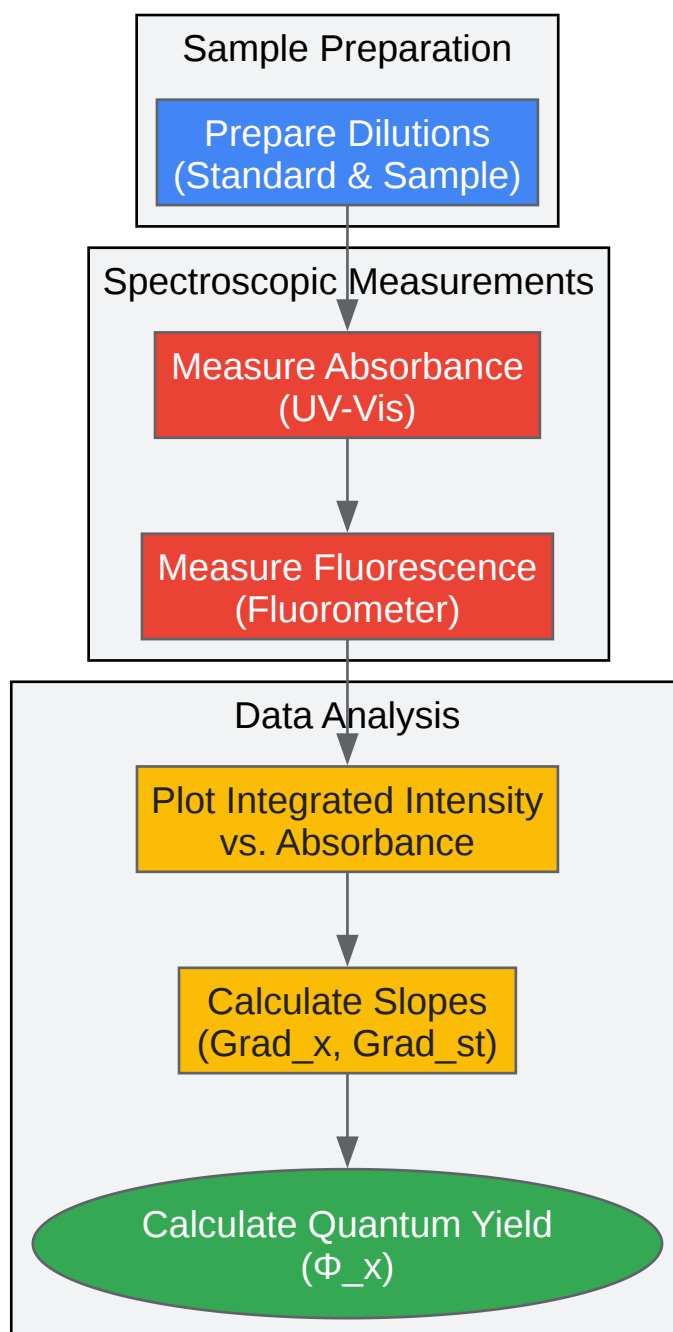 Sample Preparation
Prepare Dilutions
(Standard & Sample)
Spectroscopic Measurements
Measure Absorbance
(UV-Vis)
Measure Fluorescence
(Fluorometer)
Data Analysis
Plot Integrated Intensity
vs. Absorbance
Calculate Slopes
(Grad_x, Grad_st)
Calculate Quantum Yield
(Φ_x)